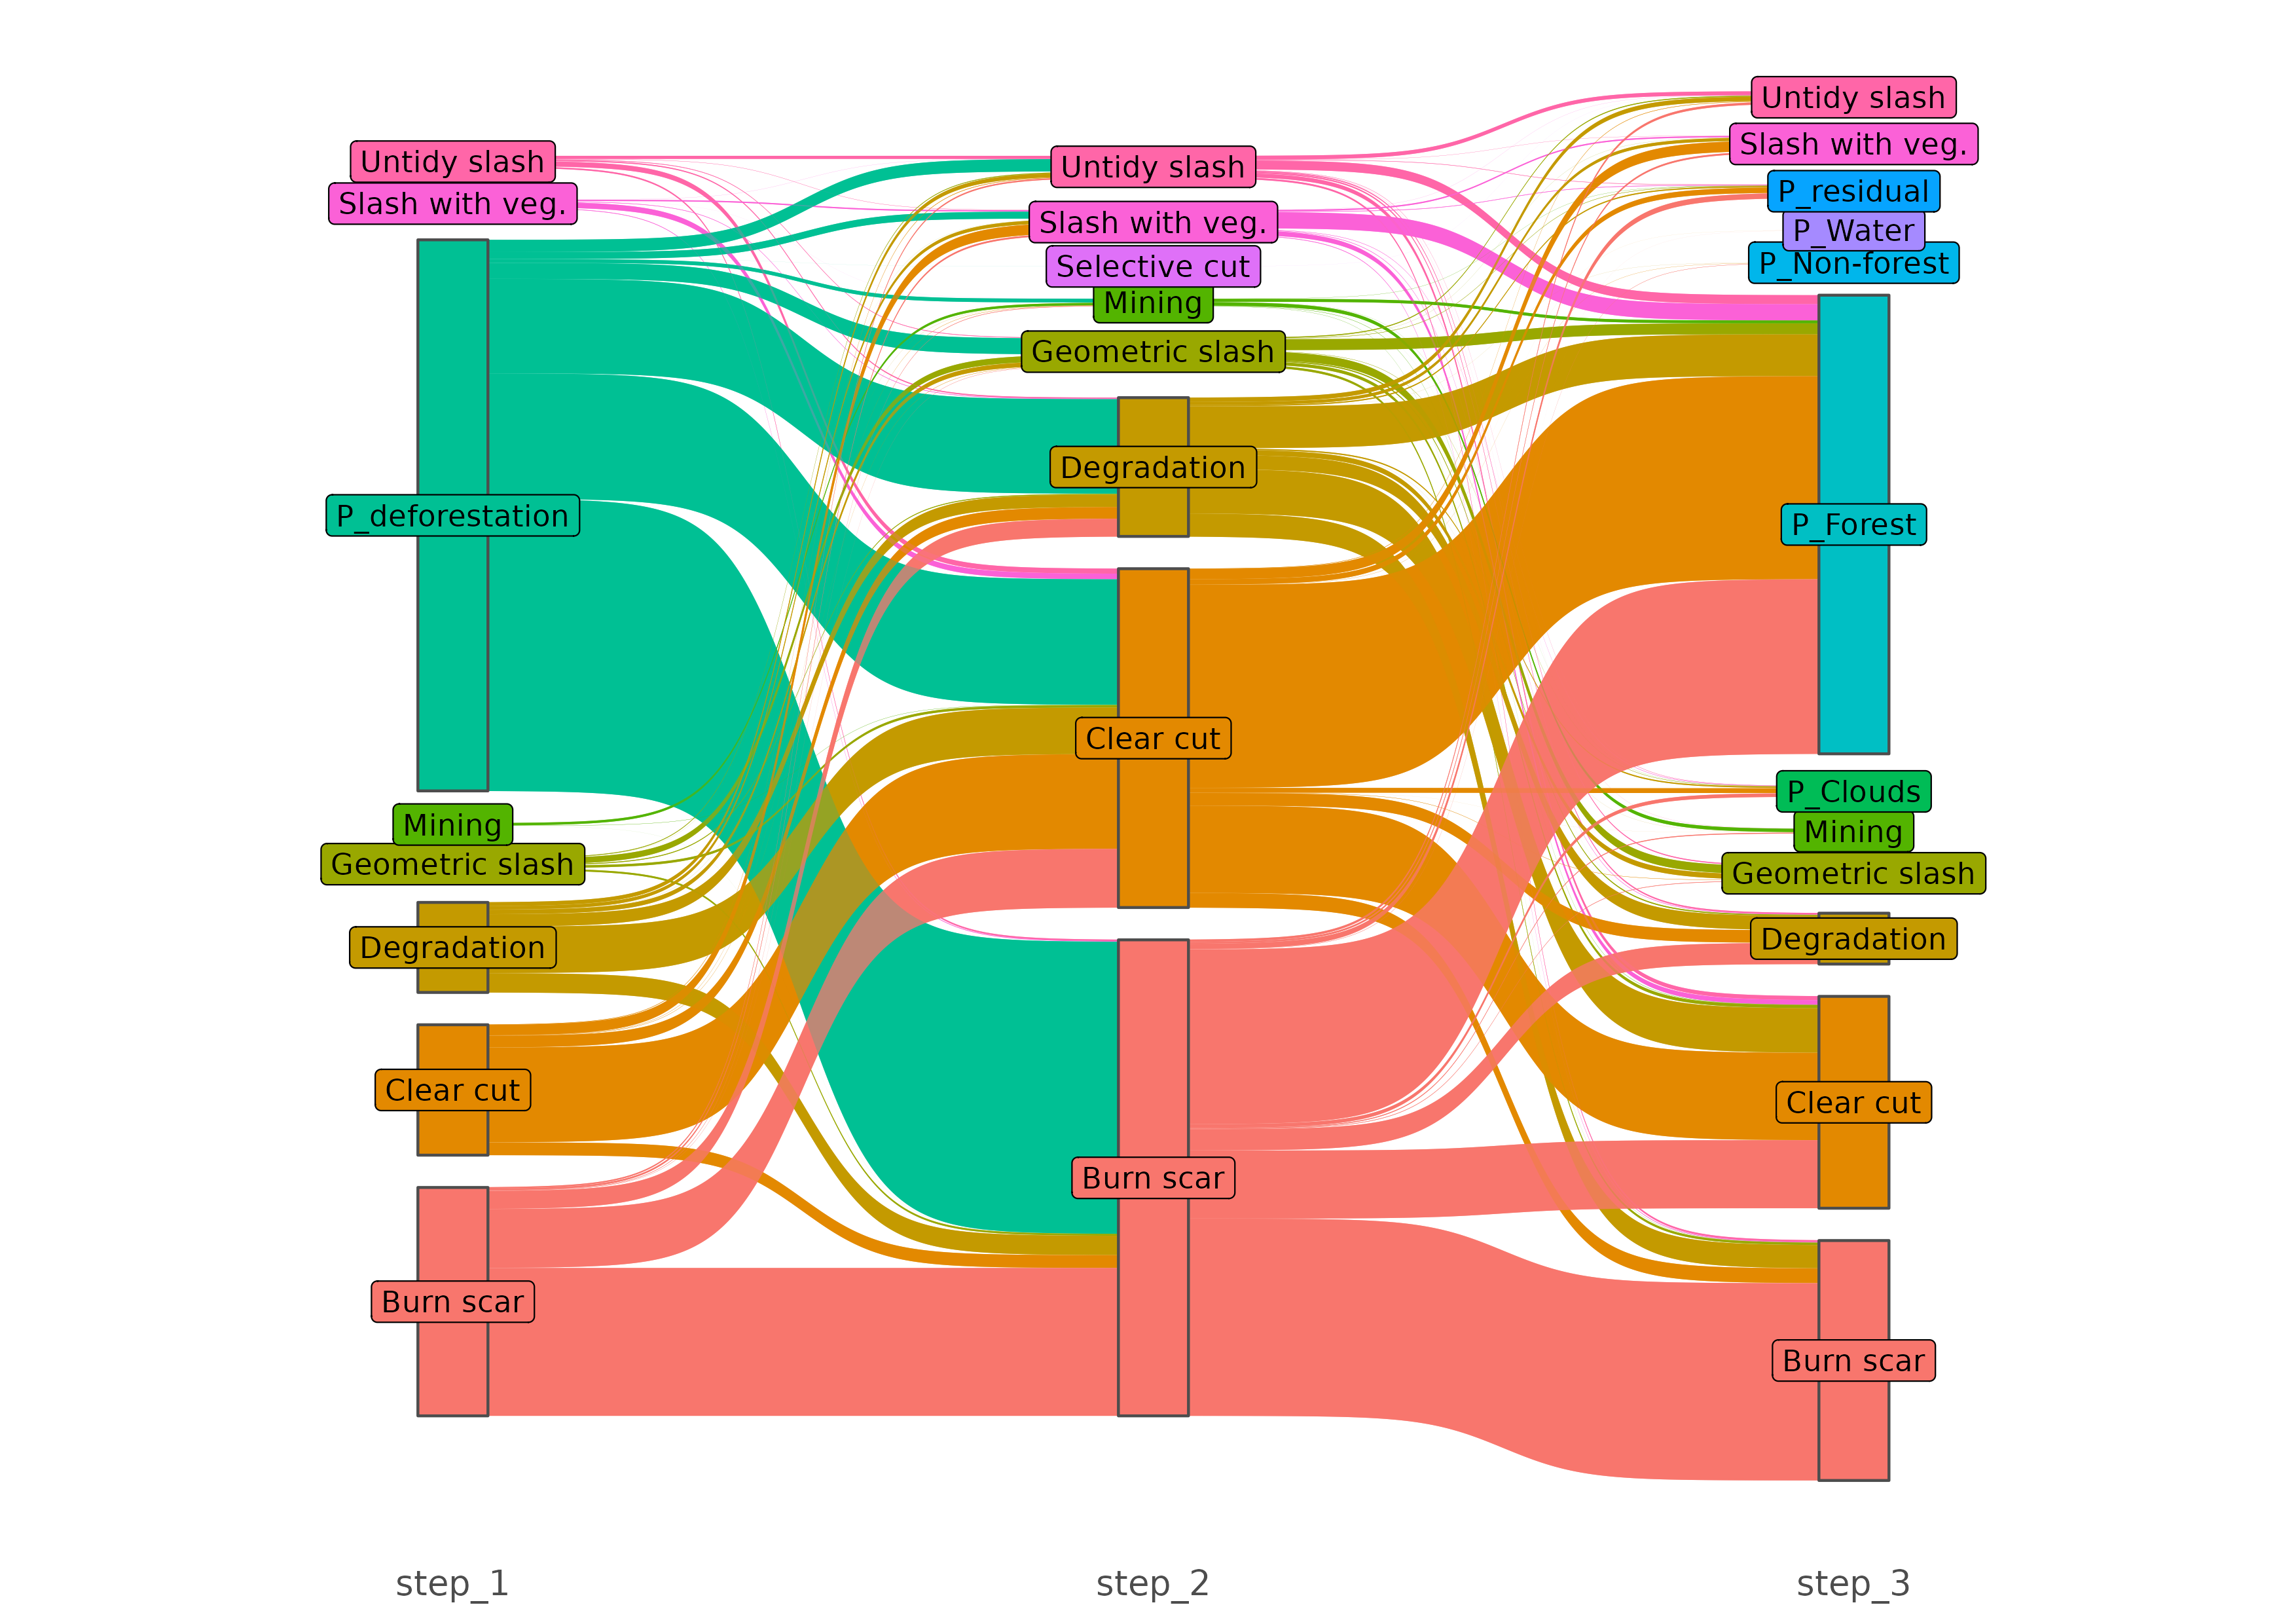 Untidy slash
Slash with veg.
P_deforestation
Mining
Geometric slash
Degradation
Clear cut
Burn scar
Untidy slash
Slash with veg.
Selective cut
Mining
Geometric slash
Degradation
Clear cut
Burn scar
Untidy slash
Slash with veg.
P_residual
P_Water
P_Non-forest
P_Forest
P_Clouds
Mining
Geometric slash
Degradation
Clear cut
Burn scar
step_1
step_2
step_3